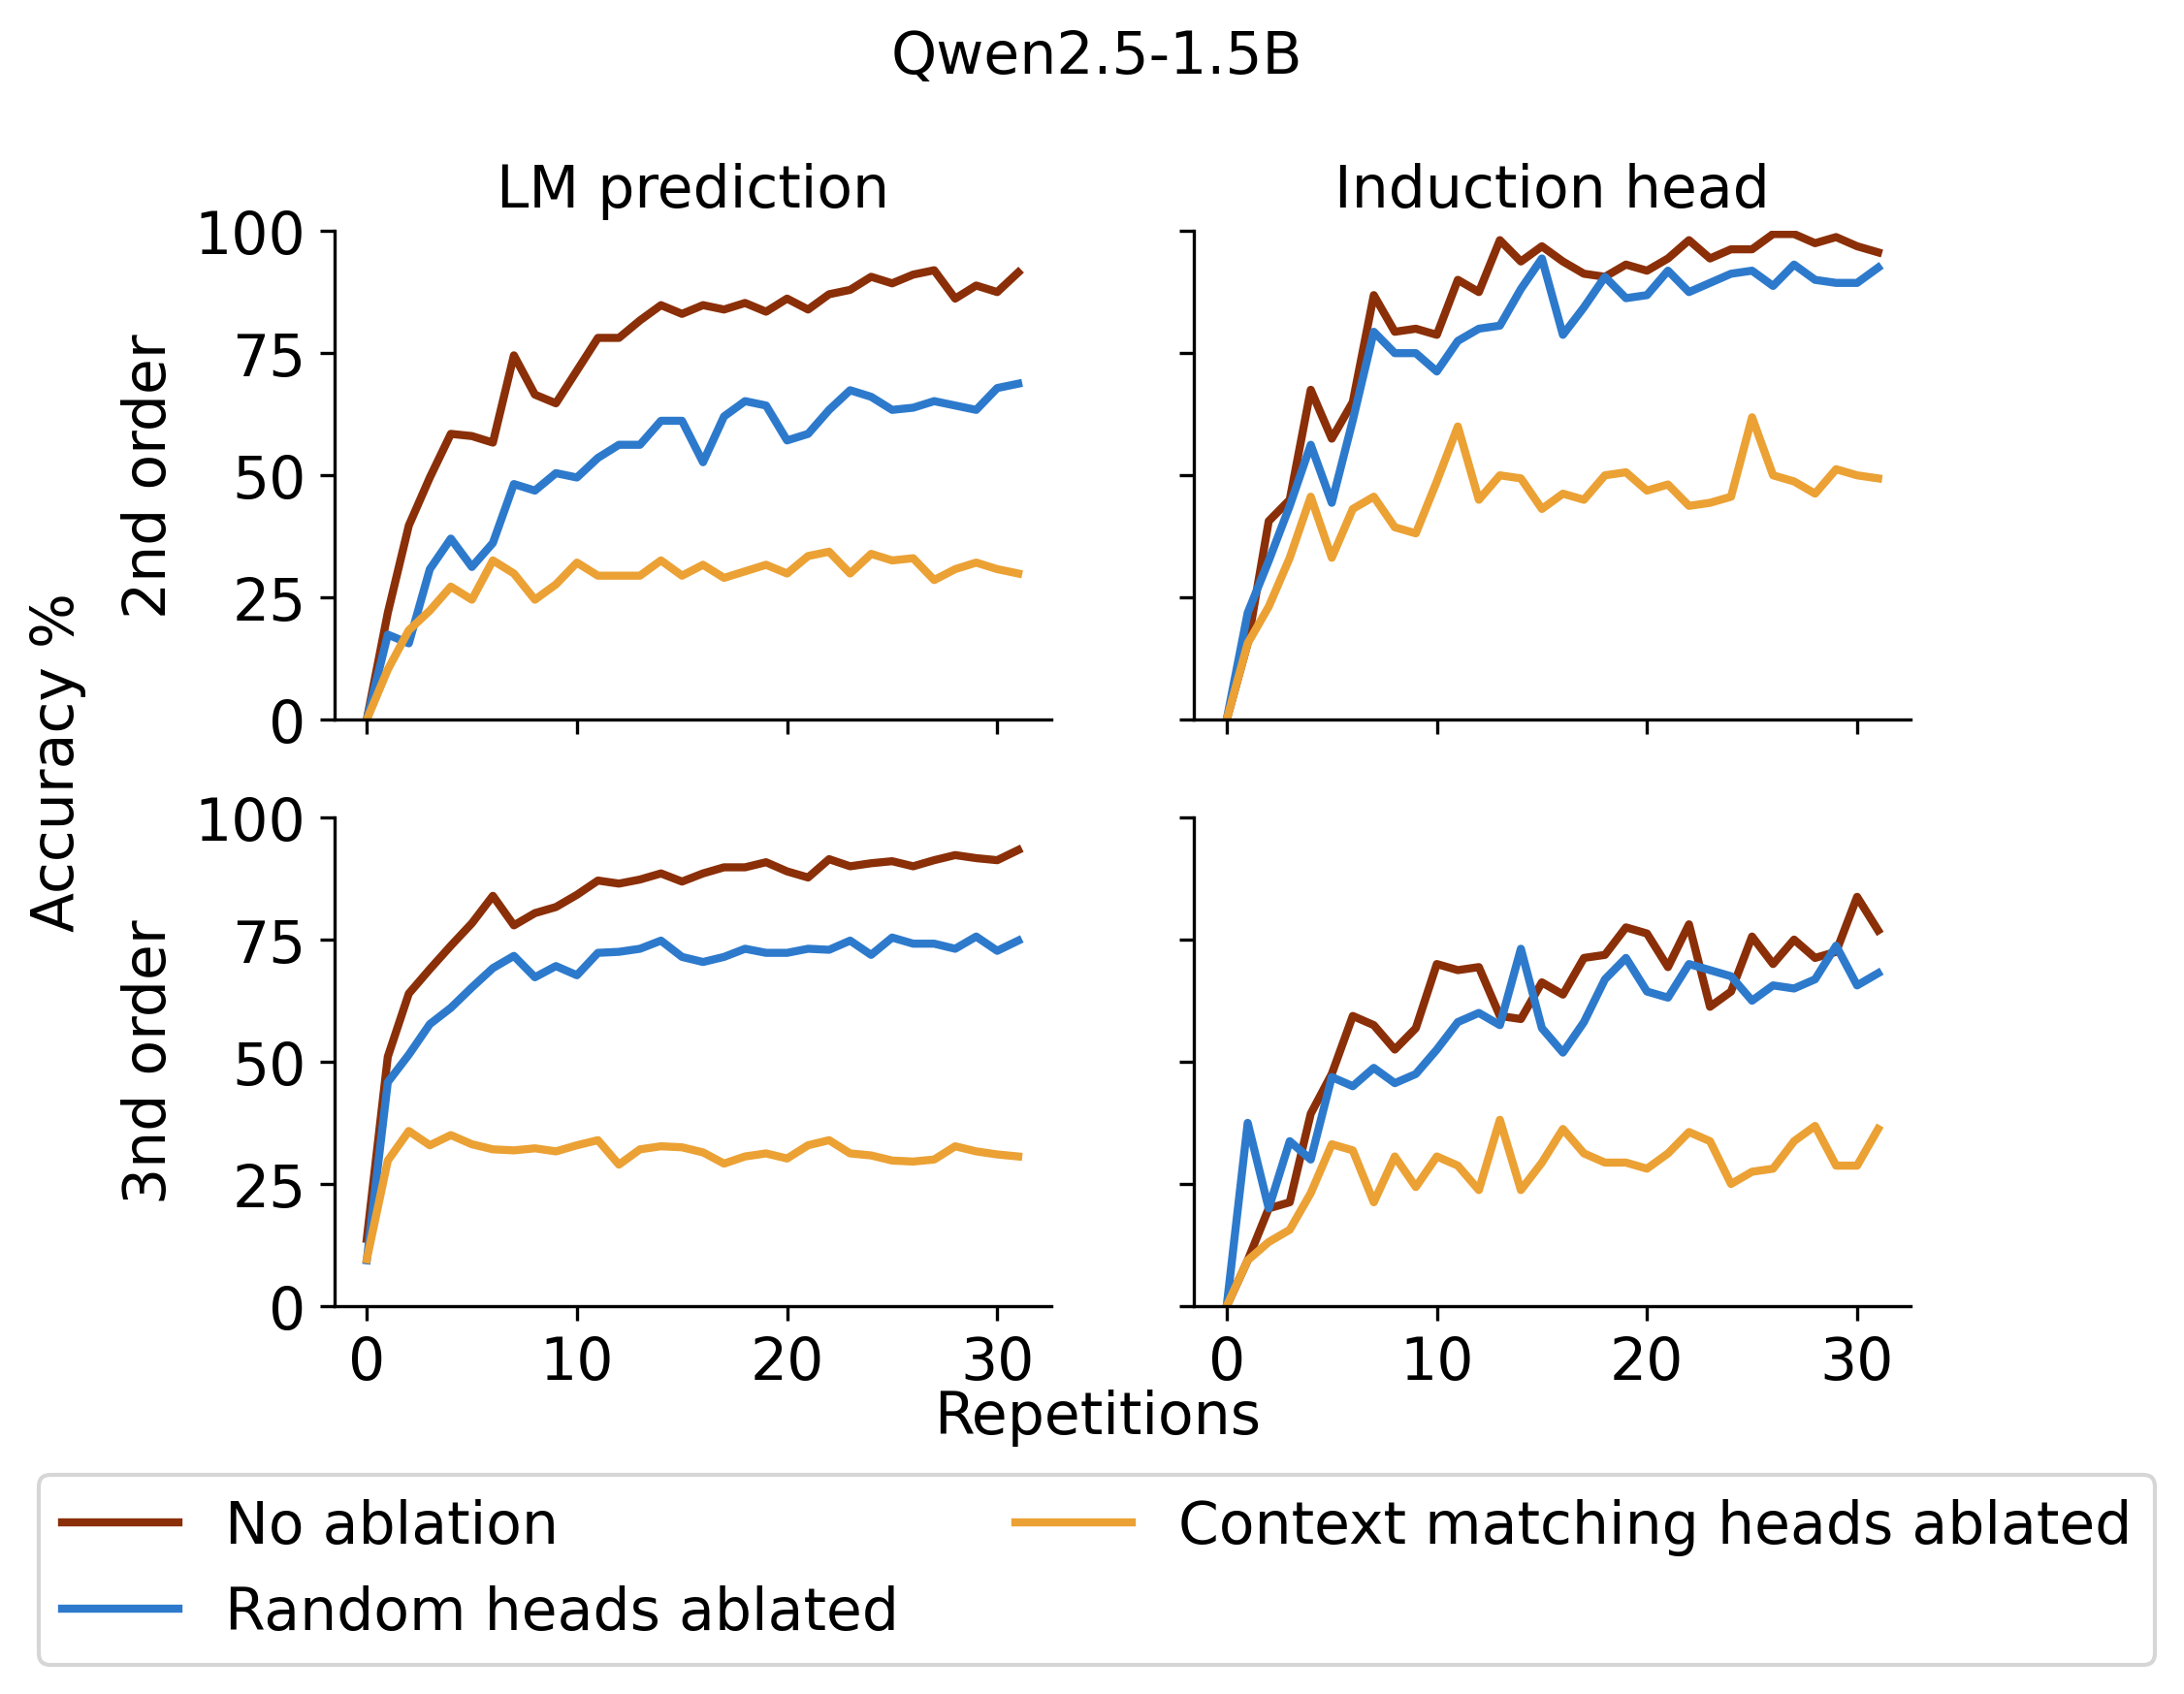 Qwen2.5-1.5B
LM prediction
Induction head
Accuracy %
2nd order
100
75
50
25
0
3nd order
100
75
50
25
0
0 10 20 30
0 10 20 30
Repetitions
No ablation
Random heads ablated
Context matching heads ablated